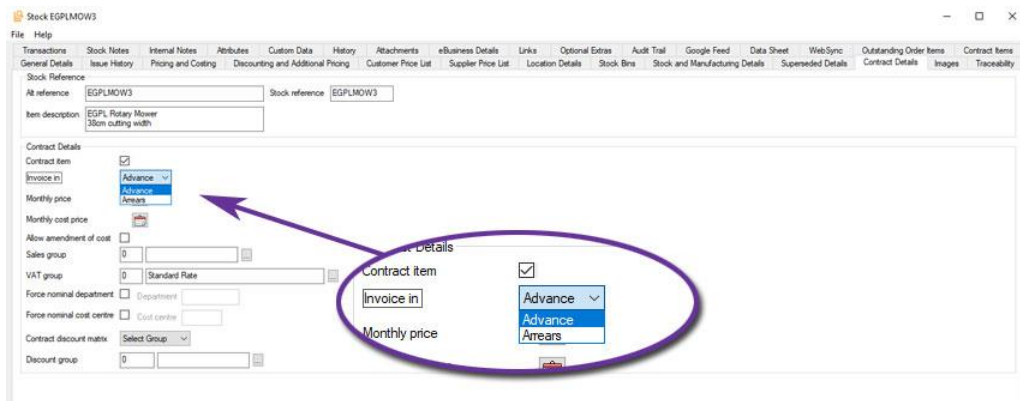 Stock EGPLMOW3
File Help
Transactions Stock Notes Internal Notes Attributes Custom Data History Attachments eBusiness Details Links Optional Extras Audit Trail Google Feed Data Sheet WebSync Outstanding Order Items Contract Items
General Details Issue History Pricing and Costing Discounting and Additional Pricing Customer Price List Supplier Price List Location Details Stock Bins Stock and Manufacturing Details Superseded Details Contract Details Images Traceability
Stock Reference
Alt reference EGPLMOW3 Stock reference EGPLMOW3
Item description EGPL Rotary Mower
38cm cutting width
Contract Details
Contract item
Invoice in Advance
Advance
Monthly price Arrears
Monthly cost price
Allow amendment of cost
Sales group 0
VAT group 0 Standard Rate
Force nominal department Department
Force nominal cost centre Cost centre
Contract discount matrix Select Group
Discount group 0
Details
Contract item
Invoice in Advance
Advance
Monthly price Arrears